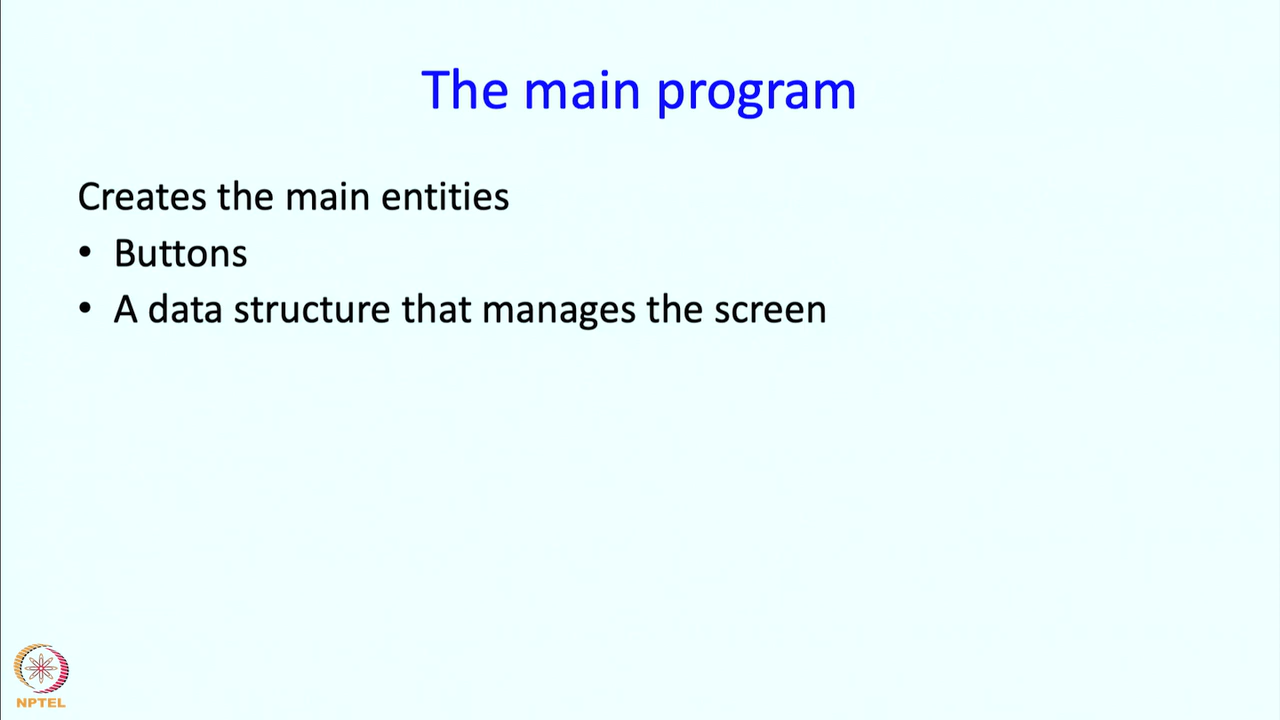 The main program
Creates the main entities
• Buttons
• A data structure that manages the screen
NPTEL